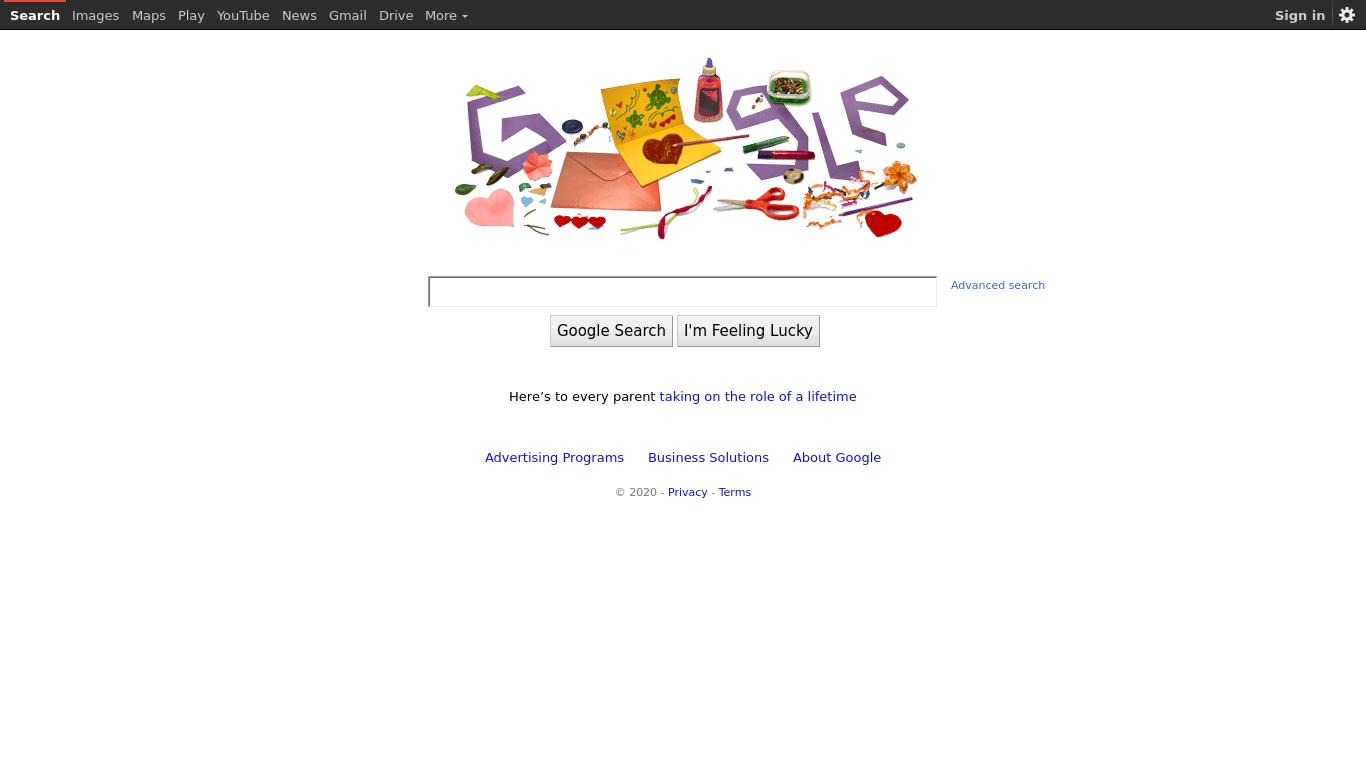 Search Images Maps Play YouTube News Gmail Drive More Sign in
Google
Advanced search
Google Search I'm Feeling Lucky
Here’s to every parent taking on the role of a lifetime
Advertising Programs Business Solutions About Google
© 2020 - Privacy - Terms